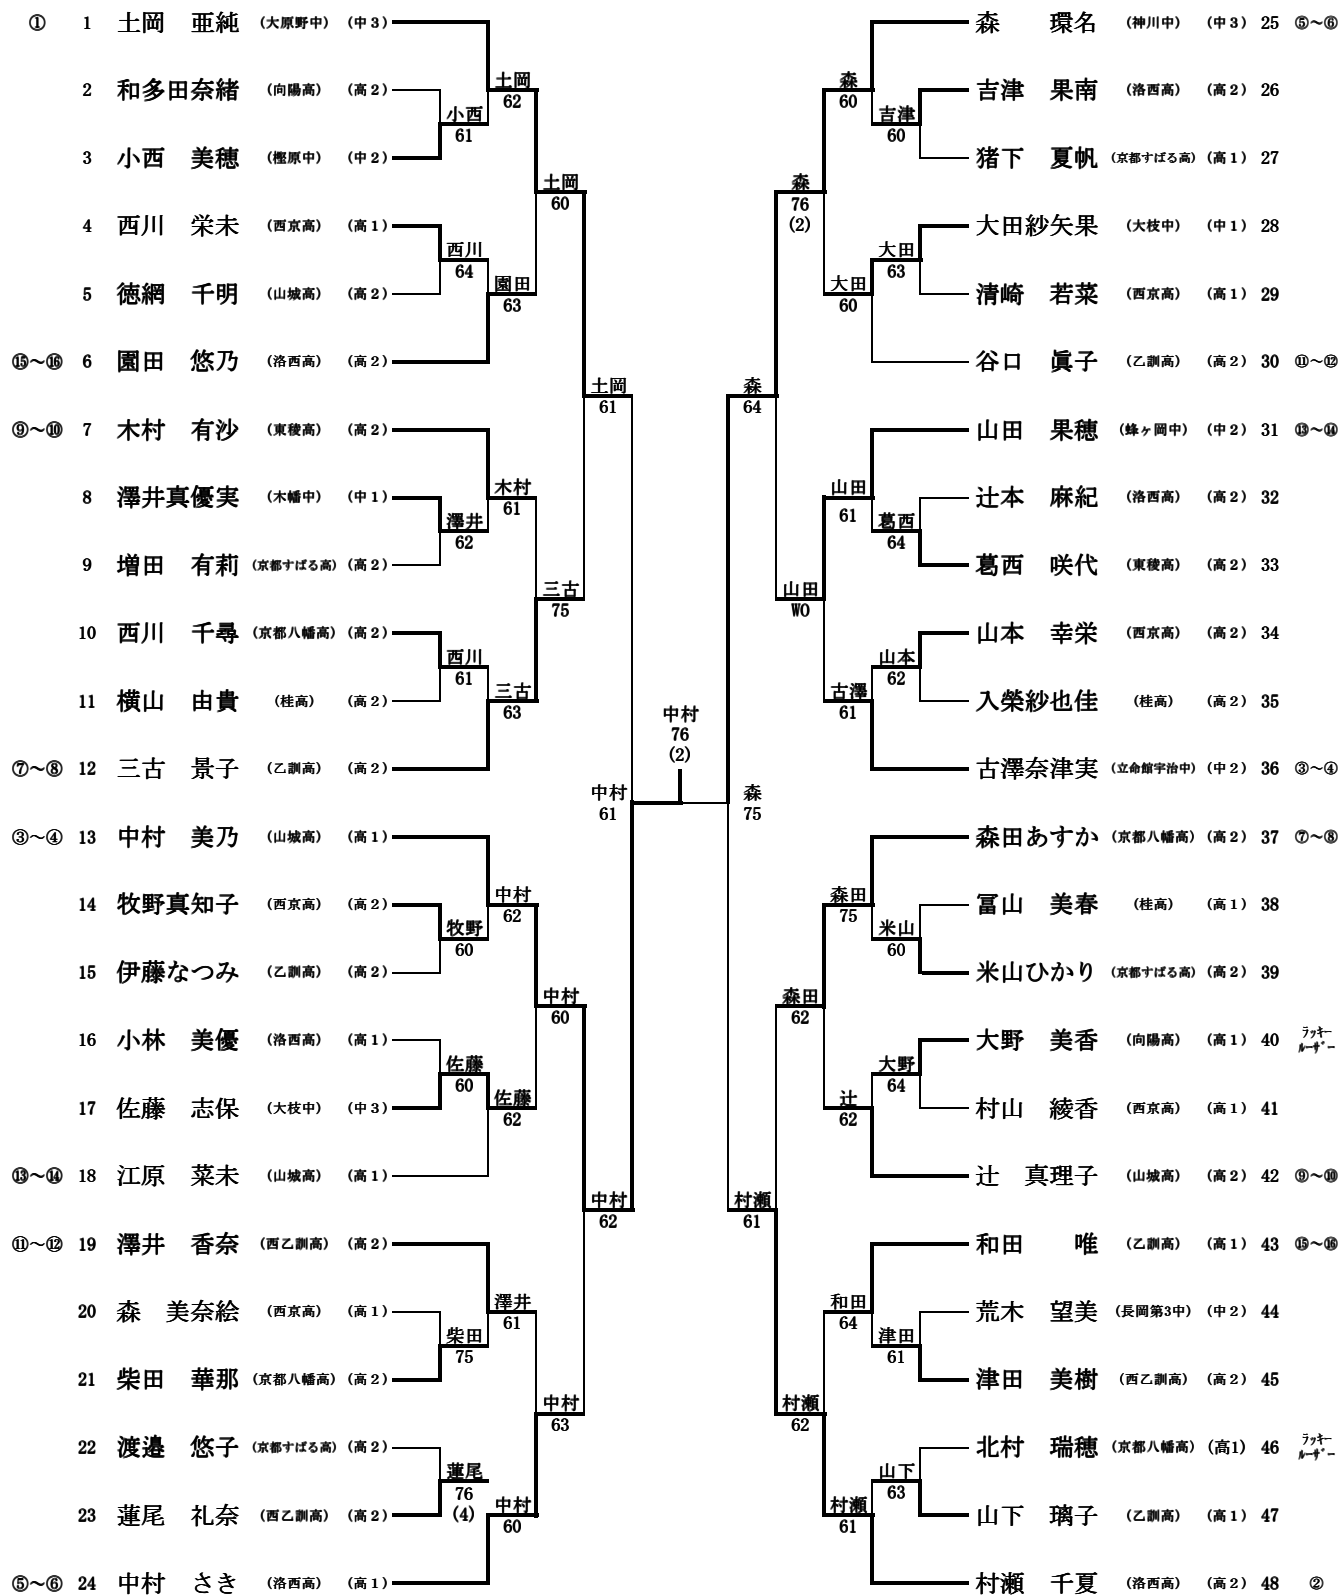 ① 1 土岡 亜純 (大原野中) (中3)
2 和多田奈緒 (向陽高) (高2)
3 小西 美穂 (樫原中) (中2)
4 西川 栄未 (西京高) (高1)
5 徳網 千明 (山城高) (高2)
⑮～⑯ 6 園田 悠乃 (洛西高) (高2)
⑨～⑩ 7 木村 有沙 (東稜高) (高2)
8 澤井真優実 (木幡中) (中1)
9 増田 有莉 (京都すばる高) (高2)
10 西川 千尋 (京都八幡高) (高2)
11 横山 由貴 (桂高) (高2)
⑦～⑧ 12 三古 景子 (乙訓高) (高2)
③～④ 13 中村 美乃 (山城高) (高1)
14 牧野真知子 (西京高) (高2)
15 伊藤なつみ (乙訓高) (高2)
16 小林 美優 (洛西高) (高1)
17 佐藤 志保 (大枝中) (中3)
⑬～⑭ 18 江原 菜未 (山城高) (高1)
⑪～⑫ 19 澤井 香奈 (西乙訓高) (高2)
20 森 美奈絵 (西京高) (高1)
21 柴田 華那 (京都八幡高) (高2)
22 渡邉 悠子 (京都すばる高) (高2)
23 蓮尾 礼奈 (西乙訓高) (高2)
⑤～⑥ 24 中村 さき (洛西高) (高1)
小西
61
西川
64
澤井
62
西川
61
牧野
60
佐藤
60
柴田
75
蓮尾
76
(4)
土岡
62
園田
63
木村
61
三古
63
中村
62
佐藤
62
澤井
61
中村
60
土岡
60
三古
75
中村
60
中村
63
土岡
61
中村
62
中村
61
中村
76
(2)
森
75
森
64
村瀬
61
森
76
(2)
山田
WO
森田
62
村瀬
62
森
60
大田
60
山田
61
古澤
61
森田
75
辻
62
和田
64
村瀬
61
吉津
60
大田
63
葛西
64
山本
62
米山
60
大野
64
津田
61
山下
63
森 環名 (神川中) (中3) 25 ⑤～⑥
吉津 果南 (洛西高) (高2) 26
猪下 夏帆 (京都すばる高) (高1) 27
大田紗矢果 (大枝中) (中1) 28
清崎 若菜 (西京高) (高1) 29
谷口 眞子 (乙訓高) (高2) 30 ⑪～⑫
山田 果穂 (蜂ヶ岡中) (中2) 31 ⑬～⑭
辻本 麻紀 (洛西高) (高2) 32
葛西 咲代 (東稜高) (高2) 33
山本 幸栄 (西京高) (高2) 34
入榮紗也佳 (桂高) (高2) 35
古澤奈津実 (立命館宇治中) (中2) 36 ③～④
森田あすか (京都八幡高) (高2) 37 ⑦～⑧
冨山 美春 (桂高) (高1) 38
米山ひかり (京都すばる高) (高2) 39
大野 美香 (向陽高) (高1) 40 ラッキールーザー
村山 綾香 (西京高) (高1) 41
辻 真理子 (山城高) (高2) 42 ⑨～⑩
和田 唯 (乙訓高) (高1) 43 ⑮～⑯
荒木 望美 (長岡第3中) (中2) 44
津田 美樹 (西乙訓高) (高2) 45
北村 瑞穂 (京都八幡高) (高1) 46 ラッキールーザー
山下 璃子 (乙訓高) (高1) 47
村瀬 千夏 (洛西高) (高2) 48 ②